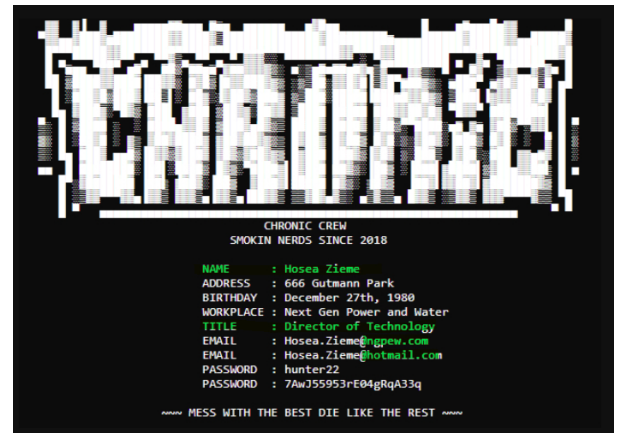 CHRONIC CREW
SMOKIN NERDS SINCE 2018
NAME : Hosea Zieme
ADDRESS : 666 Gutmann Park
BIRTHDAY : December 27th, 1980
WORKPLACE : Next Gen Power and Water
TITLE : Director of Technology
EMAIL : Hosea.Zieme@ngpew.com
EMAIL : Hosea.Zieme@hotmail.com
PASSWORD : hunter22
PASSWORD : 7AwJ55953rE04gRqA33q
~~~ MESS WITH THE BEST DIE LIKE THE REST ~~~